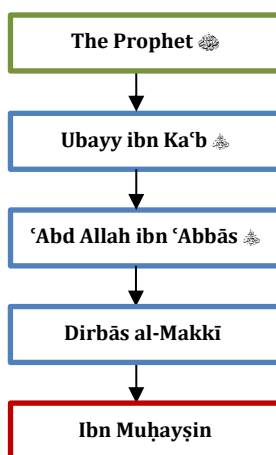 The Prophet ﷺ
Ubayy ibn Kaʿb
ʿAbd Allah ibn ʿAbbās
Dirbās al-Makkī
Ibn Muḥayṣin